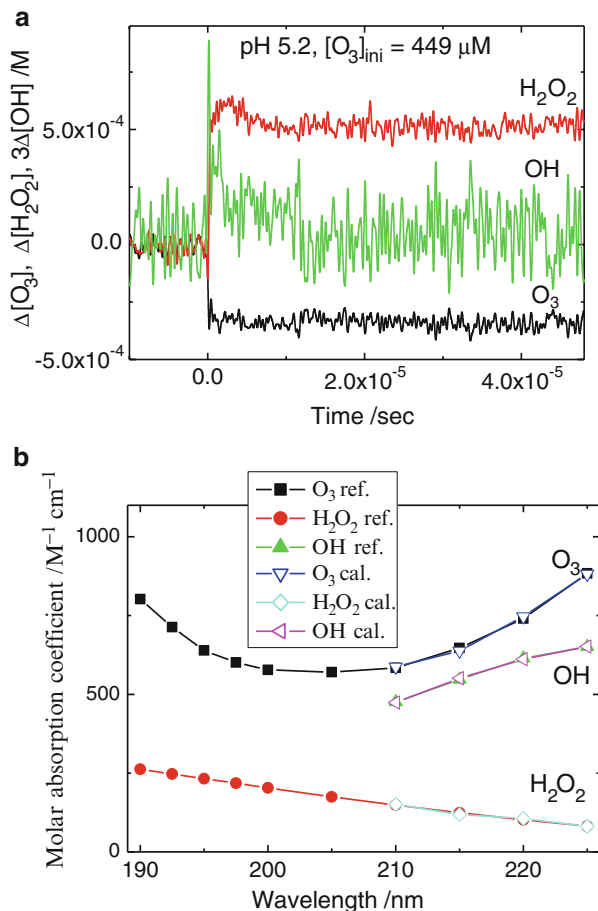 a
pH 5.2, [O₃]ini = 449 μM
Δ[O₃], Δ[H₂O₂], 3Δ[OH] /M
5.0x10⁻⁴
0.0
-5.0x10⁻⁴
H₂O₂
OH
O₃
0.0
2.0x10⁻⁵
4.0x10⁻⁵
Time /sec
b
O₃ ref.
H₂O₂ ref.
OH ref.
O₃ cal.
H₂O₂ cal.
OH cal.
Molar absorption coefficient /M⁻¹ cm⁻¹
1000
500
0
O₃
OH
H₂O₂
190
200
210
220
Wavelength /nm